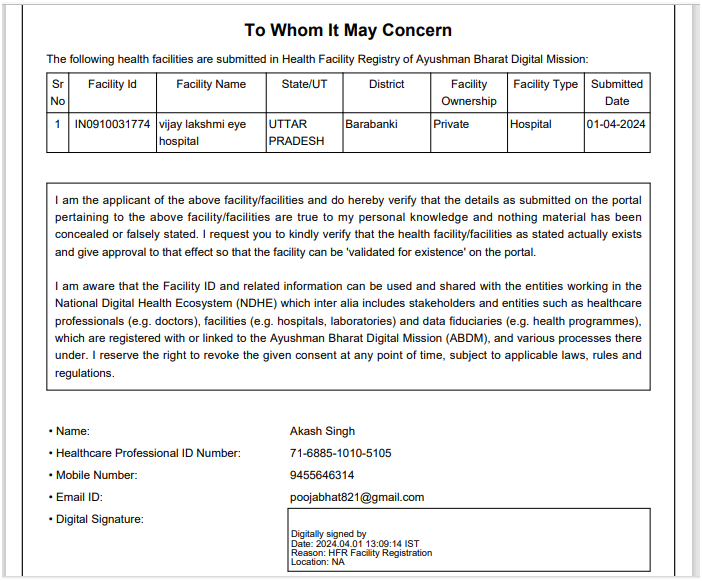 To Whom It May Concern
The following health facilities are submitted in Health Facility Registry of Ayushman Bharat Digital Mission:
Sr No Facility Id Facility Name State/UT District Facility Ownership Facility Type Submitted Date
1 IN0910031774 vijay lakshmi eye hospital UTTAR PRADESH Barabanki Private Hospital 01-04-2024
I am the applicant of the above facility/facilities and do hereby verify that the details as submitted on the portal
pertaining to the above facility/facilities are true to my personal knowledge and nothing material has been
concealed or falsely stated. I request you to kindly verify that the health facility/facilities as stated actually exists
and give approval to that effect so that the facility can be 'validated for existence' on the portal.
I am aware that the Facility ID and related information can be used and shared with the entities working in the
National Digital Health Ecosystem (NDHE) which inter alia includes stakeholders and entities such as healthcare
professionals (e.g. doctors), facilities (e.g. hospitals, laboratories) and data fiduciaries (e.g. health programmes),
which are registered with or linked to the Ayushman Bharat Digital Mission (ABDM), and various processes there
under. I reserve the right to revoke the given consent at any point of time, subject to applicable laws, rules and
regulations.
• Name: Akash Singh
• Healthcare Professional ID Number: 71-6885-1010-5105
• Mobile Number: 9455646314
• Email ID: poojabhat821@gmail.com
• Digital Signature:
Digitally signed by
Date: 2024.04.01 13:09:14 IST
Reason: HFR Facility Registration
Location: NA